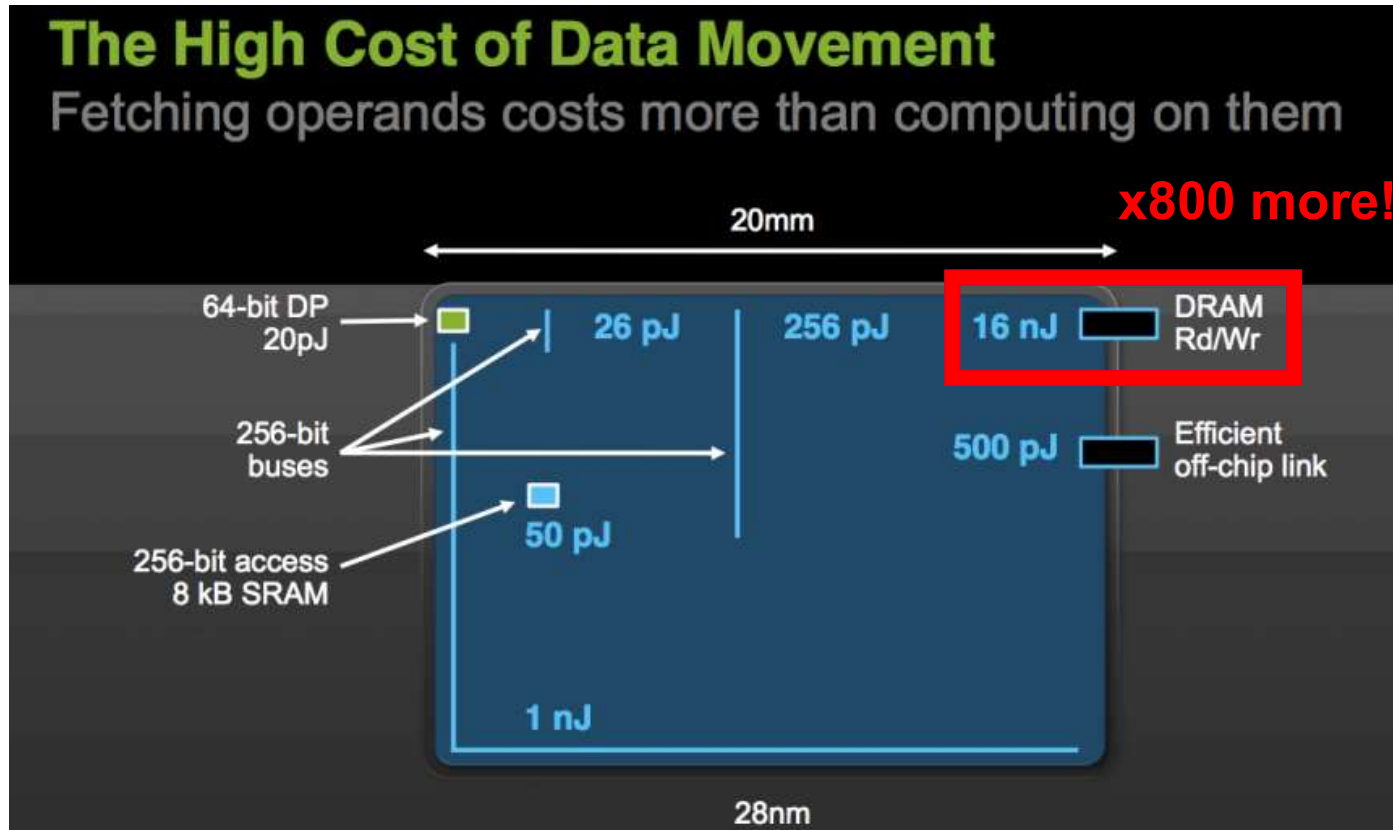 The High Cost of Data Movement
Fetching operands costs more than computing on them
x800 more!
20mm
64-bit DP
20pJ
26 pJ
256 pJ
16 nJ
DRAM
Rd/Wr
256-bit
buses
500 pJ
Efficient
off-chip link
50 pJ
256-bit access
8 kB SRAM
1 nJ
28nm